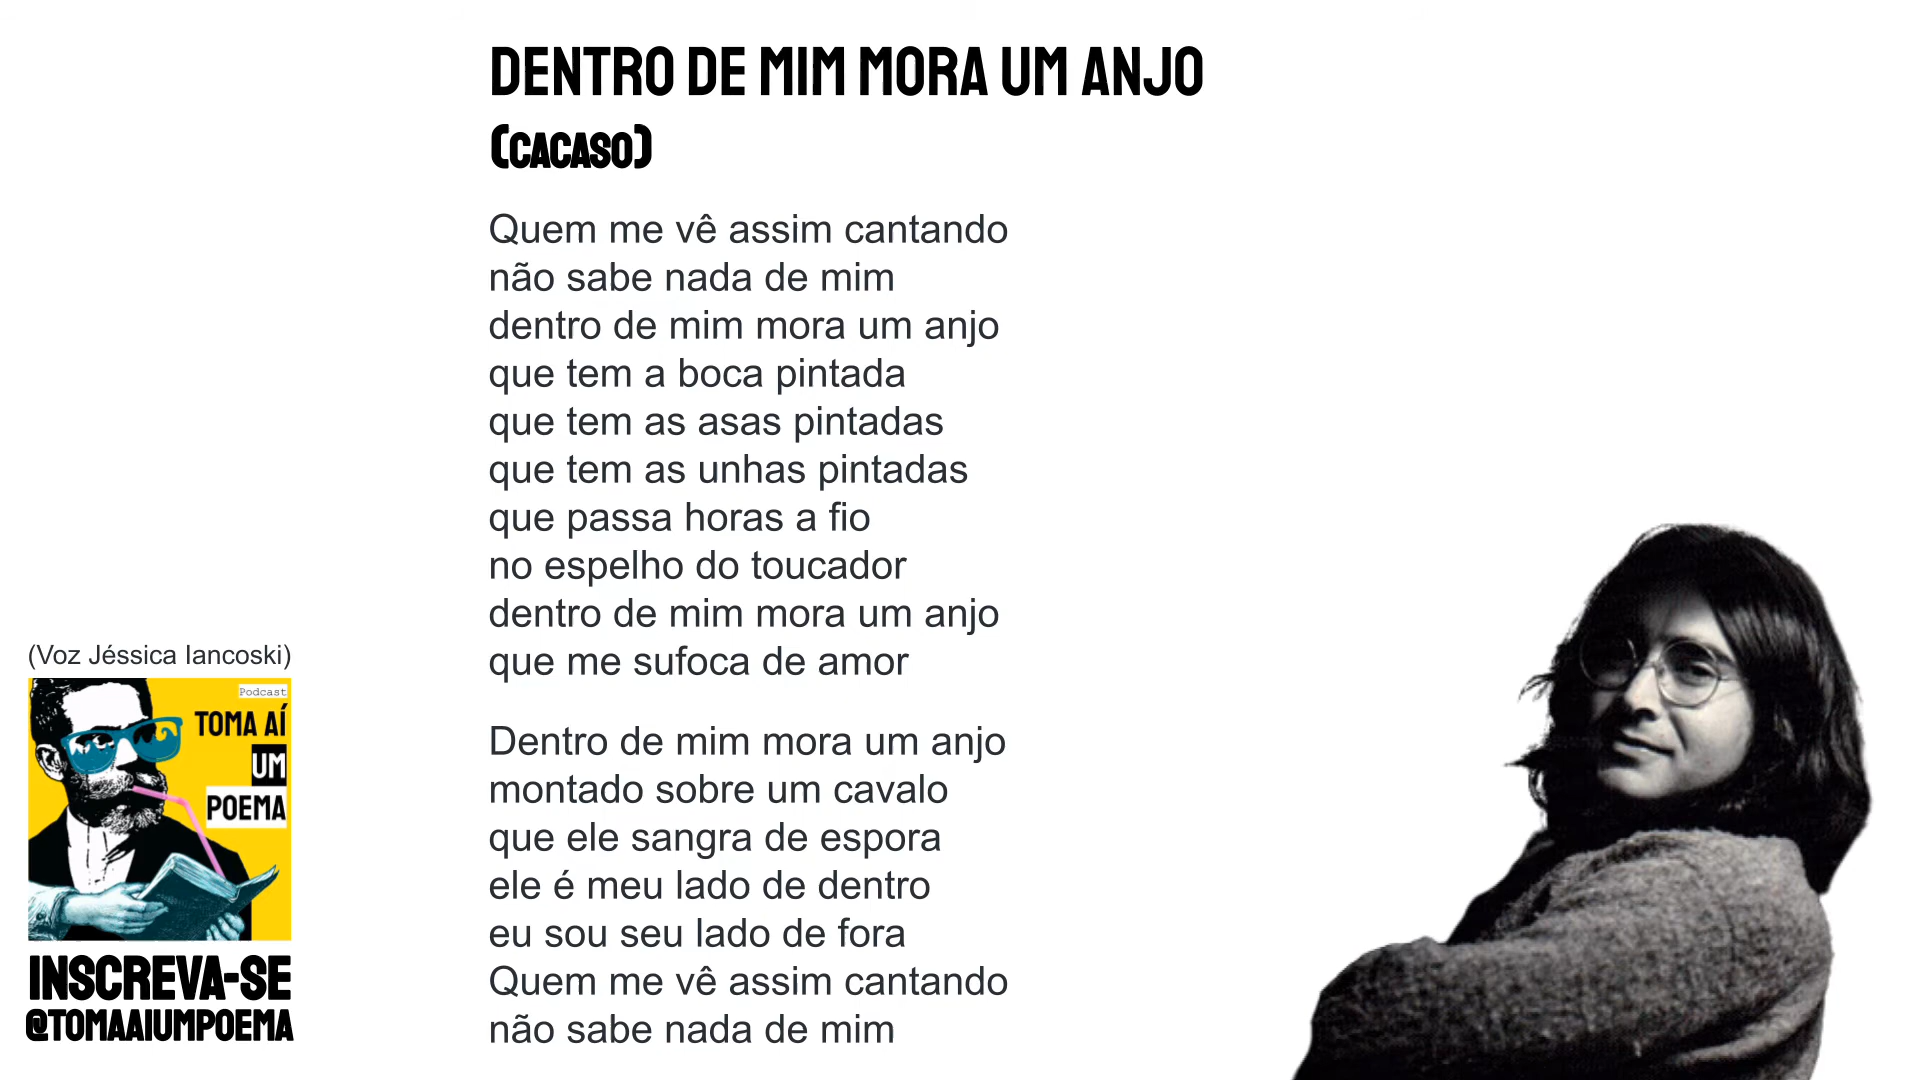 DENTRO DE MIM MORA UM ANJO
(CACASO)
Quem me vê assim cantando
não sabe nada de mim
dentro de mim mora um anjo
que tem a boca pintada
que tem as asas pintadas
que tem as unhas pintadas
que passa horas a fio
no espelho do toucador
dentro de mim mora um anjo
que me sufoca de amor
Dentro de mim mora um anjo
montado sobre um cavalo
que ele sangra de espora
ele é meu lado de dentro
eu sou seu lado de fora
Quem me vê assim cantando
não sabe nada de mim
(Voz Jéssica Iancoski)
Podcast
TOMA AÍ
UM
POEMA
INSCREVA-SE
@TOMAAIUMPOEMA